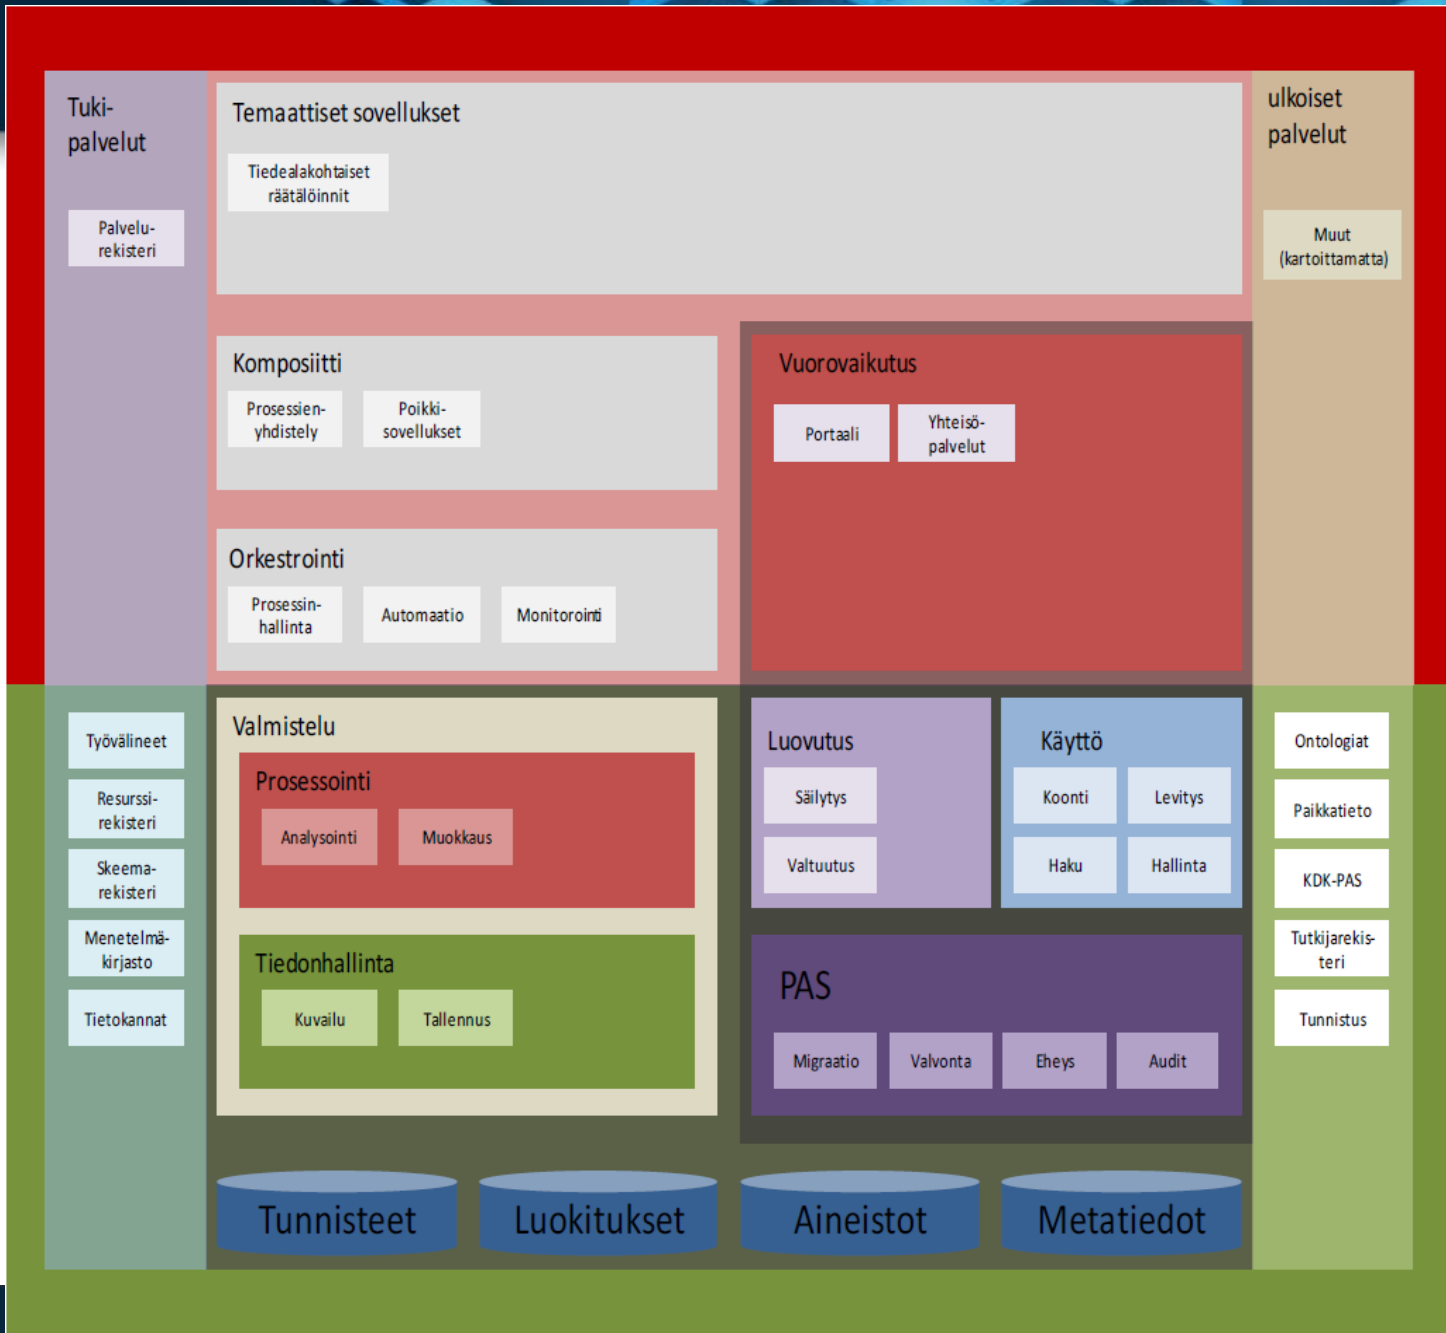 Tuki-
palvelut
Palvelu-
rekisteri
Temaattiset sovellukset
Tiedealakohtaiset
räätälöinnit
ulkoiset
palvelut
Muut
(kartoittamatta)
Komposiitti
Prosessien-
yhdistely
Poikki-
sovellukset
Vuorovaikutus
Portaali
Yhteisö-
palvelut
Orkestrointi
Prosessin-
hallinta
Automaatio
Monitorointi
Työvälineet
Resurssi-
rekisteri
Skeema-
rekisteri
Menetelmä-
kirjasto
Tietokannat
Valmistelu
Prosessointi
Analysointi
Muokkaus
Tiedonhallinta
Kuvailu
Tallennus
Luovutus
Säilytys
Valtuutus
Käyttö
Koonti
Levitys
Haku
Hallinta
PAS
Migraatio
Valvonta
Eheys
Audit
Ontologiat
Paikkatieto
KDK-PAS
Tutkijarekis-
teri
Tunnistus
Tunnisteet
Luokitukset
Aineistot
Metatiedot